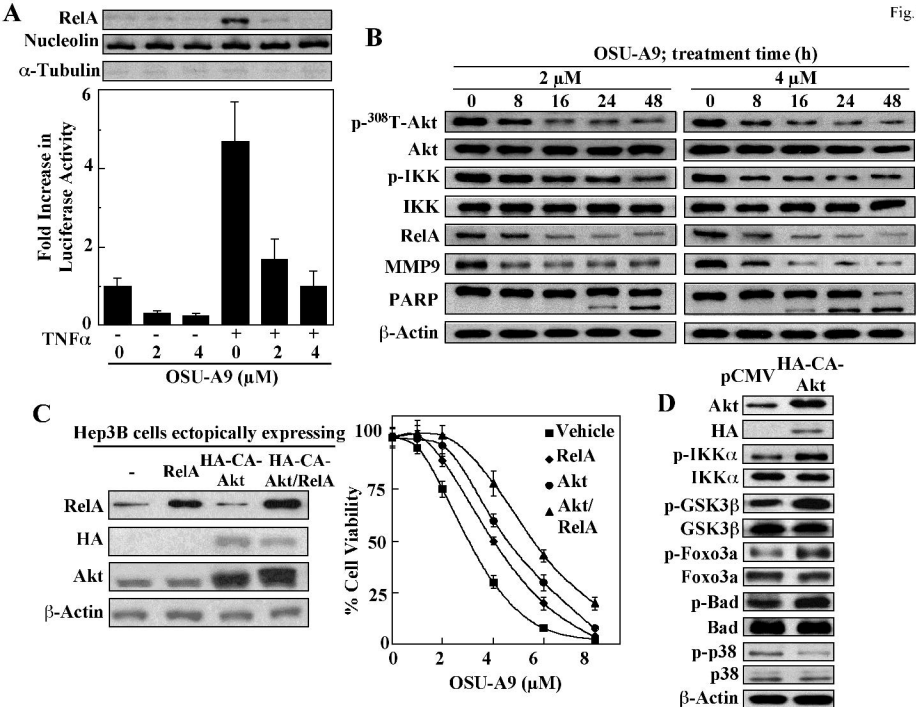 Fig.
A
RelA
Nucleolin
α-Tubulin
Fold Increase in
Luciferase Activity
6
4
2
0
TNFα - - - + + +
0 2 4 0 2 4
OSU-A9 (µM)
B
OSU-A9; treatment time (h)
2 µM 4 µM
0 8 16 24 48 0 8 16 24 48
p-³⁰⁸T-Akt
Akt
p-IKK
IKK
RelA
MMP9
PARP
β-Actin
C
Hep3B cells ectopically expressing
- RelA HA-CA-Akt HA-CA-Akt/RelA
RelA
HA
Akt
β-Actin
% Cell Viability
100
75
50
25
0
0 2 4 6 8
OSU-A9 (µM)
Vehicle
RelA
Akt
Akt/
RelA
D
pCMV HA-CA-Akt
Akt
HA
p-IKKα
IKKα
p-GSK3β
GSK3β
p-Foxo3a
Foxo3a
p-Bad
Bad
p-p38
p38
β-Actin